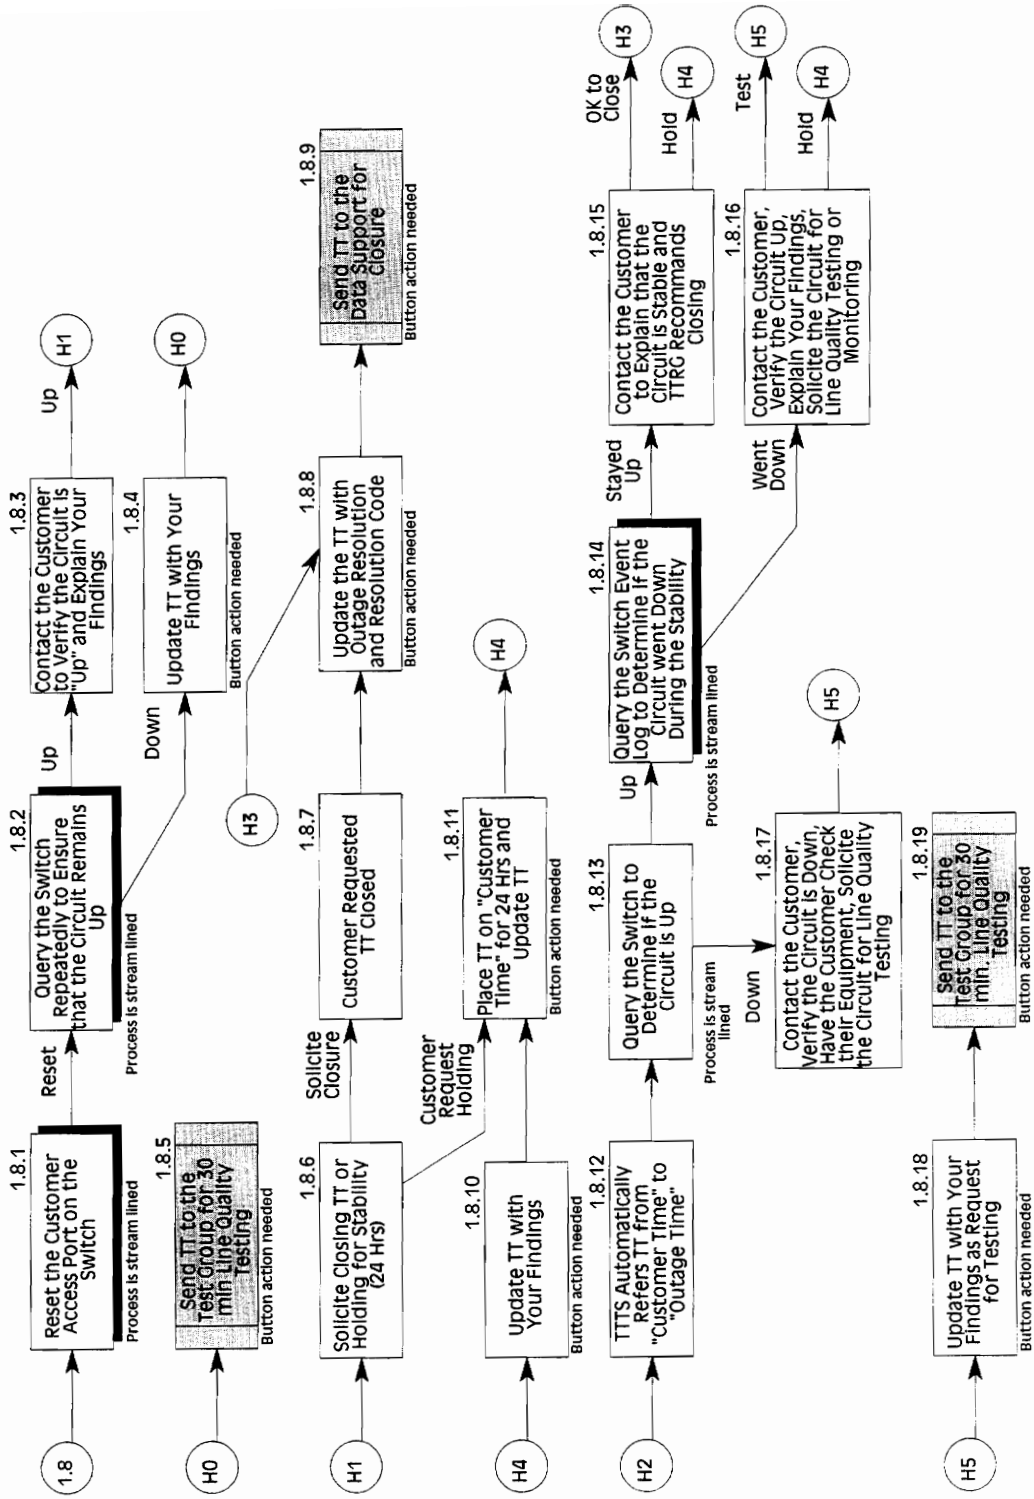 1.8
1.8.1
Reset the Customer
Access Port on the
Switch
Process is stream lined
Reset
1.8.2
Query the Switch
Repeatedly to Ensure
that the Circuit Remains
Up
Process is stream lined
Up
1.8.3
Contact the Customer
to Verify the Circuit is
"Up" and Explain Your
Findings
Up
H1
Down
1.8.4
Update TT with Your
Findings
Button action needed
H0
H0
1.8.5
Send TT to the
Test Group for 30
min Line Quality
Testing
Button action needed
H3
H1
1.8.6
Solicite Closing TT or
Holding for Stability
(24 Hrs)
Solicite
Closure
1.8.7
Customer Requested
TT Closed
1.8.8
Update the TT with
Outage Resolution
and Resolution Code
Button action needed
1.8.9
Send TT to the
Data Support for
Closure
Button action needed
Customer
Request
Holding
H4
1.8.10
Update TT with
Your Findings
Button action needed
1.8.11
Place TT on "Customer
Time" for 24 Hrs and
Update TT
Button action needed
H4
H2
1.8.12
TTTS Automatically
Refers TT from
"Customer Time" to
"Outage Time"
1.8.13
Query the Switch to
Determine if the
Circuit is Up
Process is stream
lined
Up
1.8.14
Query the Switch Event
Log to Determine If the
Circuit went Down
During the Stability
Process is stream lined
Stayed
Up
1.8.15
Contact the Customer
to Explain that the
Circuit is Stable and
TTRG Recommands
Closing
OK to
Close
H3
Hold
H4
Went
Down
1.8.16
Contact the Customer,
Verify the Circuit Up,
Explain Your Findings,
Solicite the Circuit for
Line Quality Testing or
Monitoring
Test
H5
Hold
H4
Down
1.8.17
Contact the Customer,
Verify the Circuit is Down,
Have the Customer Check
their Equipment, Solicite
the Circuit for Line Quality
Testing
H5
H5
1.8.18
Update TT with Your
Findings as Request
for Testing
Button action needed
1.8.19
Send TT to the
Test Group for 30
min. Line Quality
Testing
Button action needed